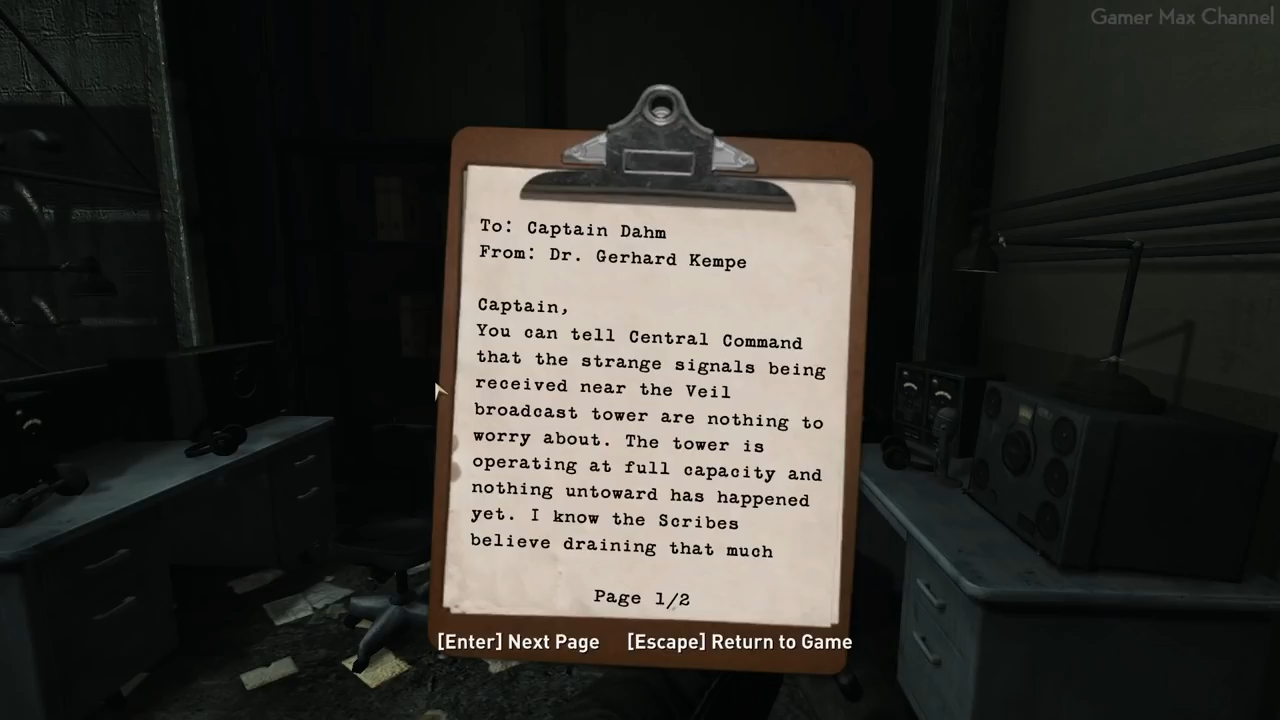 Gamer Max Channel
To: Captain Dahm
From: Dr. Gerhard Kempe
Captain,
You can tell Central Command
that the strange signals being
received near the Veil
broadcast tower are nothing to
worry about. The tower is
operating at full capacity and
nothing untoward has happened
yet. I know the Scribes
believe draining that much
Page 1/2
[Enter] Next Page [Escape] Return to Game